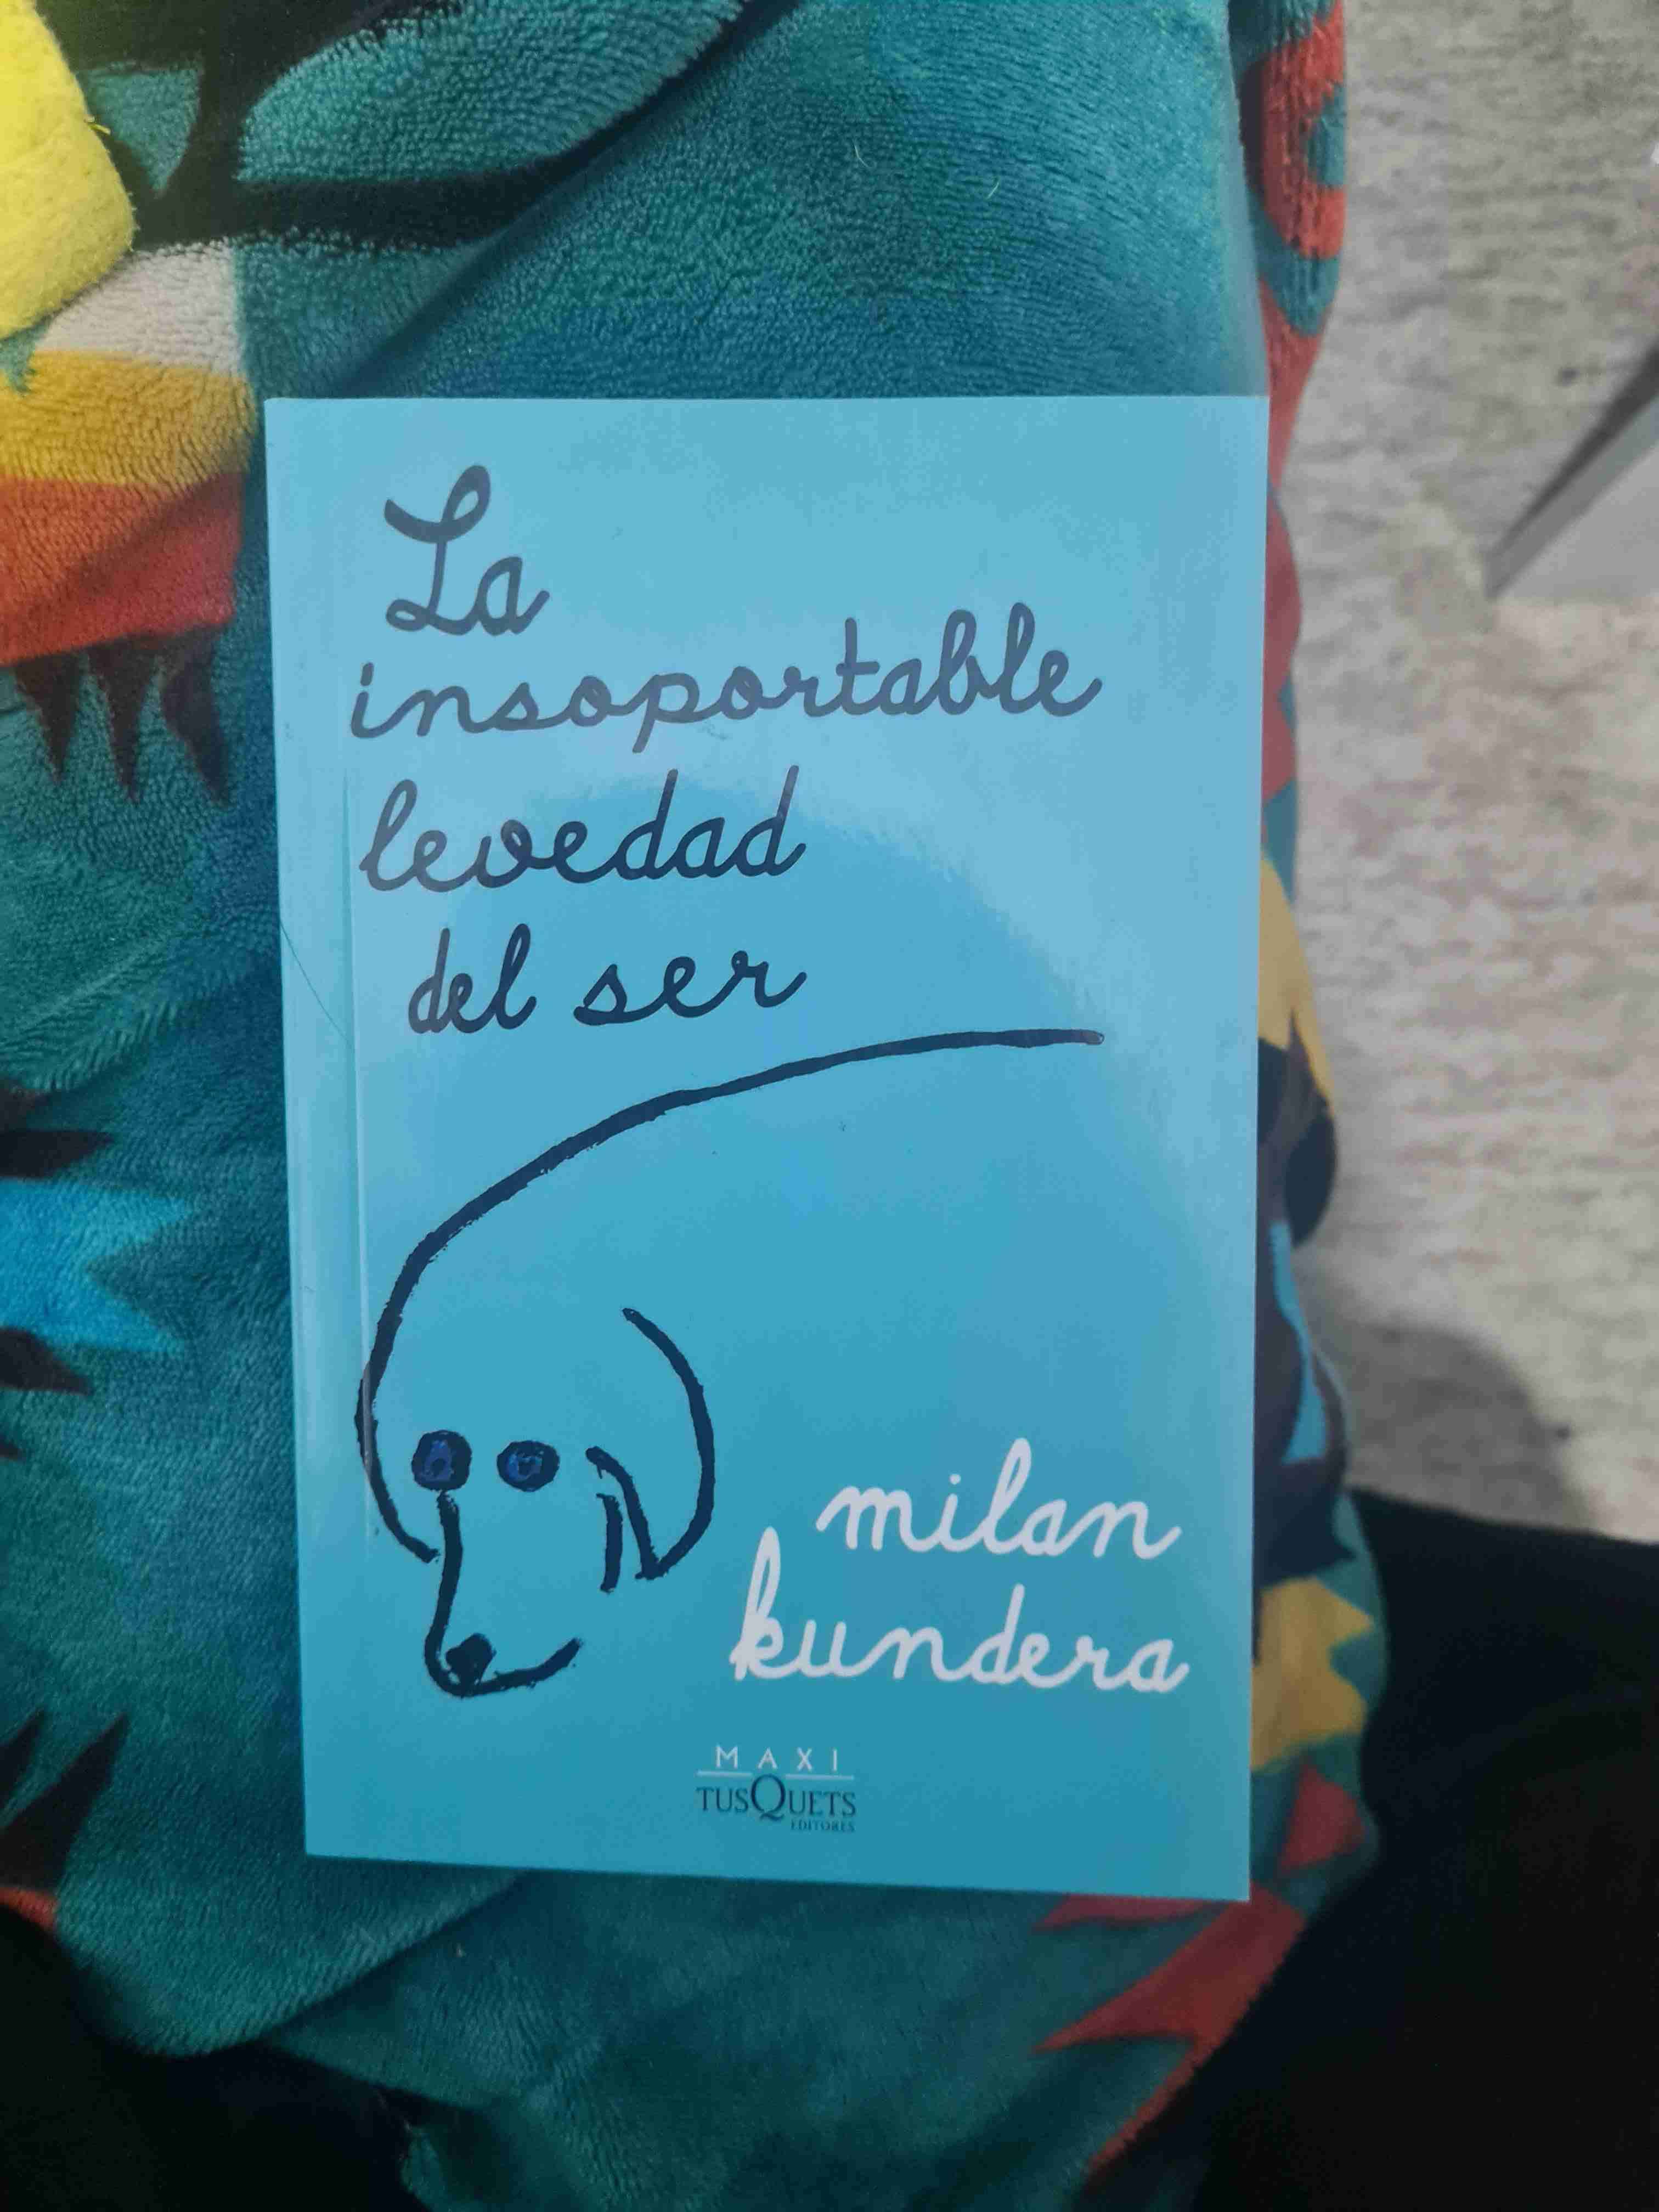 La
insoportable
levedad
del ser
milan
kundera
MAXI
TUSQUETS
EDITORES